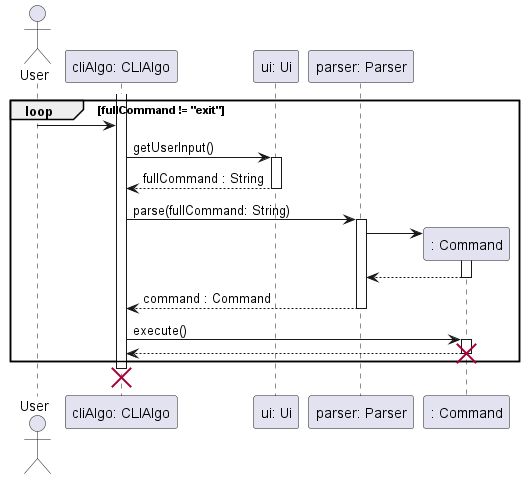 User
cliAlgo: CLIAlgo
ui: Ui
parser: Parser
loop
[fullCommand != "exit"]
getUserInput()
fullCommand : String
parse(fullCommand: String)
: Command
command : Command
execute()
User
cliAlgo: CLIAlgo
ui: Ui
parser: Parser
: Command